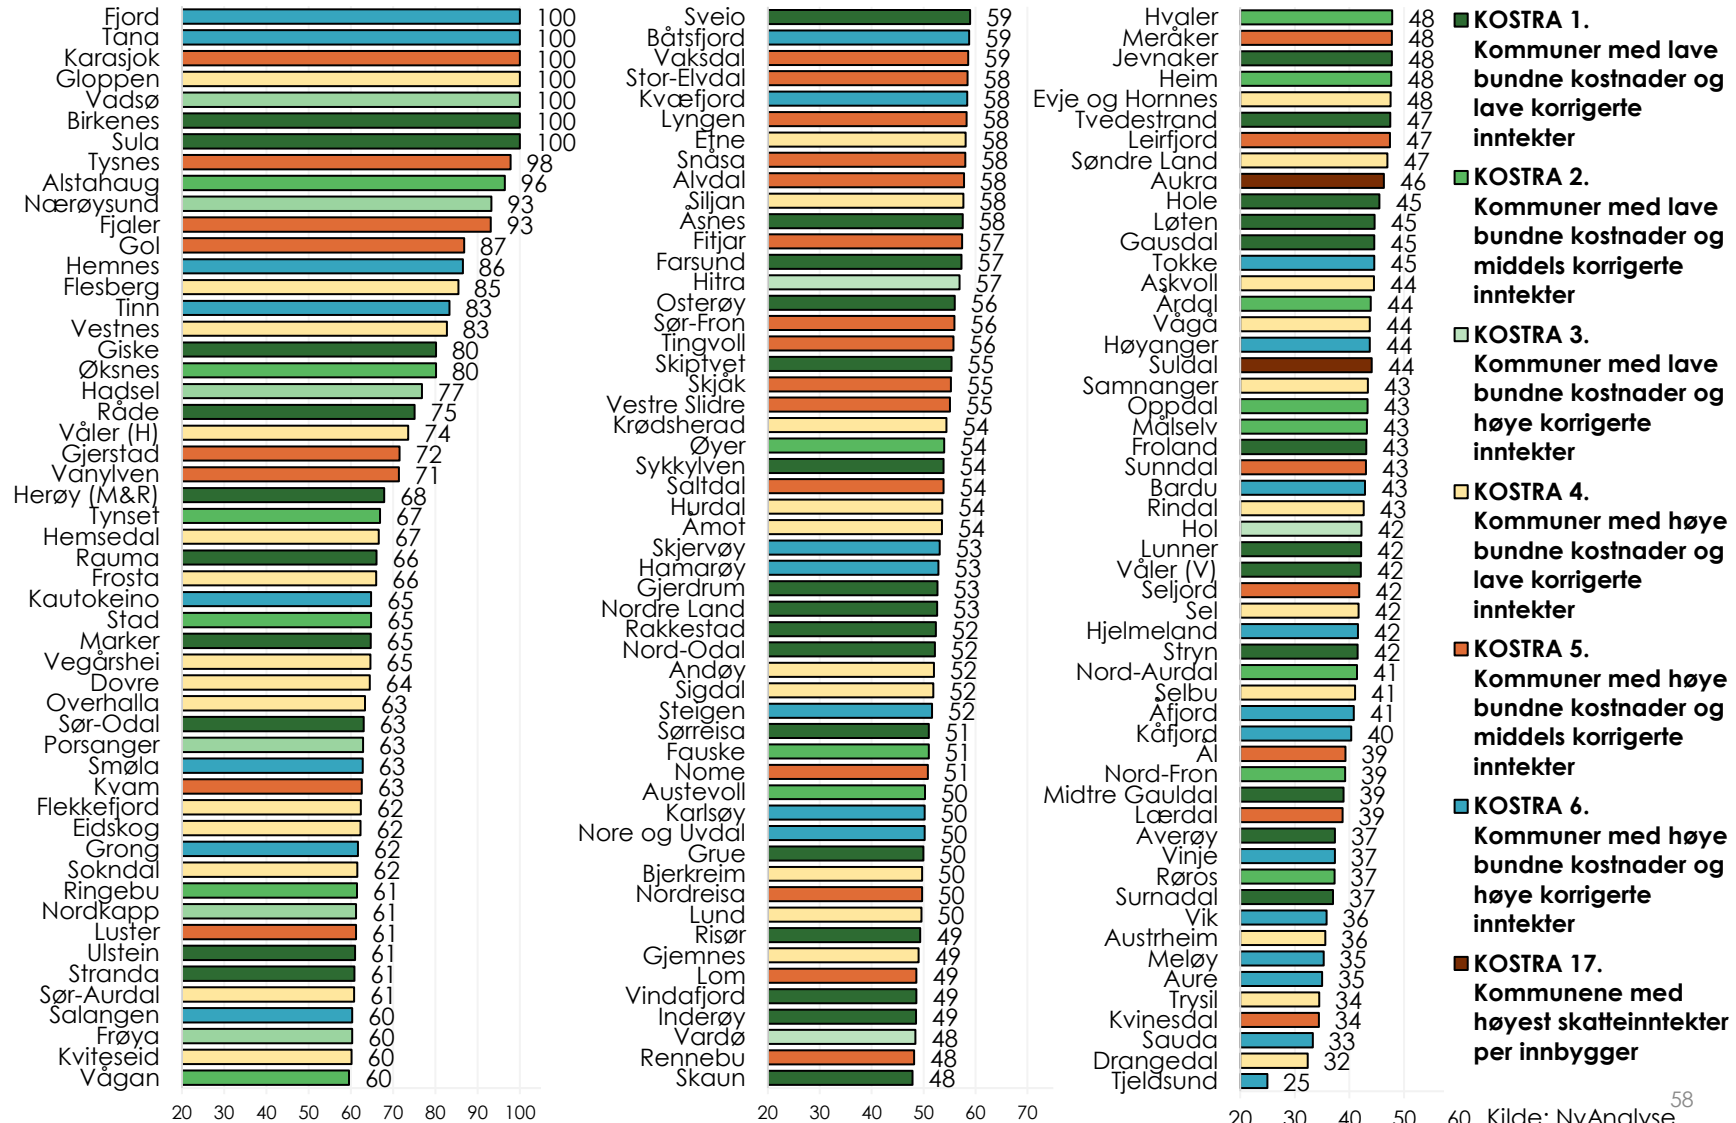 Fjord 100
Tana 100
Karasjok 100
Gloppen 100
Vadsø 100
Birkenes 100
Sula 100
Tysnes 98
Alstahaug 96
Nærøysund 93
Fjaler 93
Gol 87
Hemnes 86
Flesberg 85
Tinn 83
Vestnes 83
Giske 80
Øksnes 80
Hadsel 77
Råde 75
Våler (H) 74
Gjerstad 72
Vanylven 71
Herøy (M&R) 68
Tynset 67
Hemsedal 67
Rauma 66
Frosta 66
Kautokeino 65
Stad 65
Marker 65
Vegårshei 65
Dovre 64
Overhalla 63
Sør-Odal 63
Porsanger 63
Smøla 63
Kvam 63
Flekkefjord 62
Eidskog 62
Grong 62
Sokndal 62
Ringebu 61
Nordkapp 61
Luster 61
Ulstein 61
Stranda 61
Sør-Aurdal 61
Salangen 60
Frøya 60
Kviteseid 60
Vågan 60
20 30 40 50 60 70 80 90 100
Sveio 59
Båtsfjord 59
Vaksdal 59
Stor-Elvdal 58
Kvæfjord 58
Lyngen 58
Etne 58
Snåsa 58
Alvdal 58
Siljan 58
Åsnes 58
Fitjar 57
Farsund 57
Hitra 57
Osterøy 56
Sør-Fron 56
Tingvoll 56
Skiptvet 55
Skjåk 55
Vestre Slidre 55
Krødsherad 54
Øyer 54
Sykkylven 54
Saltdal 54
Hurdal 54
Åmot 54
Skjervøy 53
Hamarøy 53
Gjerdrum 53
Nordre Land 53
Rakkestad 52
Nord-Odal 52
Andøy 52
Sigdal 52
Steigen 52
Sørreisa 51
Fauske 51
Nome 51
Austevoll 50
Karlsøy 50
Nore og Uvdal 50
Grue 50
Bjerkreim 50
Nordreisa 50
Lund 50
Risør 49
Gjemnes 49
Lom 49
Vindafjord 49
Inderøy 49
Vardø 48
Rennebu 48
Skaun 48
20 30 40 50 60 70
Hvaler 48
Meråker 48
Jevnaker 48
Heim 48
Evje og Hornnes 48
Tvedestrand 47
Leirfjord 47
Søndre Land 47
Aukra 46
Hole 45
Løten 45
Gausdal 45
Tokke 45
Askvoll 44
Årdal 44
Vågå 44
Høyanger 44
Suldal 44
Samnanger 43
Oppdal 43
Målselv 43
Froland 43
Sunndal 43
Bardu 43
Rindal 43
Hol 42
Lunner 42
Våler (V) 42
Seljord 42
Sel 42
Hjelmeland 42
Stryn 42
Nord-Aurdal 41
Selbu 41
Åfjord 41
Kåfjord 40
Ål 39
Nord-Fron 39
Midtre Gauldal 39
Lærdal 39
Averøy 37
Vinje 37
Røros 37
Surnadal 37
Vik 36
Austrheim 36
Meløy 35
Aure 35
Trysil 34
Kvinesdal 34
Sauda 33
Drangedal 32
Tjeldsund 25
20 30 40 50 60
KOSTRA 1.
Kommuner med lave
bundne kostnader og
lave korrigerte
inntekter
KOSTRA 2.
Kommuner med lave
bundne kostnader og
middels korrigerte
inntekter
KOSTRA 3.
Kommuner med lave
bundne kostnader og
høye korrigerte
inntekter
KOSTRA 4.
Kommuner med høye
bundne kostnader og
lave korrigerte
inntekter
KOSTRA 5.
Kommuner med høye
bundne kostnader og
middels korrigerte
inntekter
KOSTRA 6.
Kommuner med høye
bundne kostnader og
høye korrigerte
inntekter
KOSTRA 17.
Kommunene med
høyest skatteinntekter
per innbygger
58
Kilde: NyAnalyse